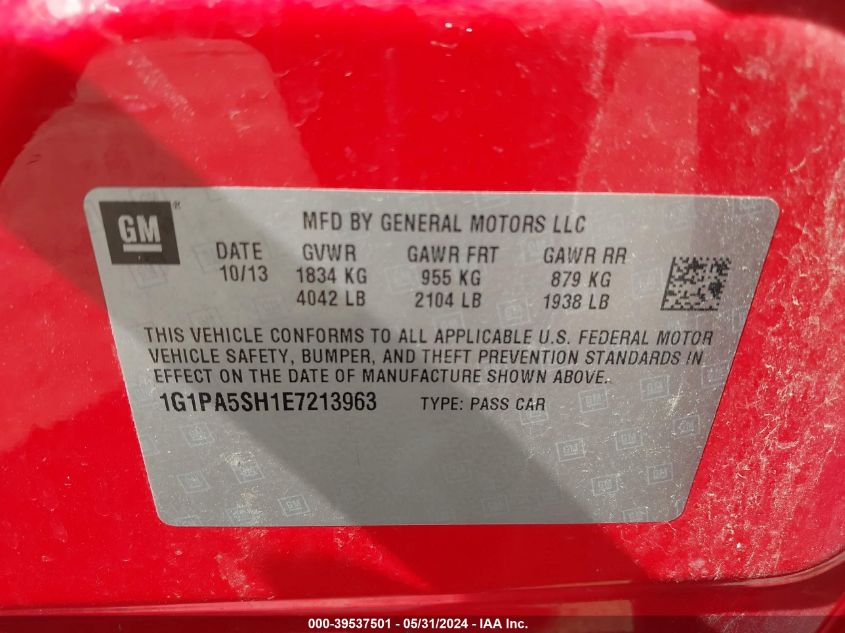 GM ®
MFD BY GENERAL MOTORS LLC
DATE GVWR GAWR FRT GAWR RR
10/13 1834 KG 955 KG 879 KG
4042 LB 2104 LB 1938 LB
THIS VEHICLE CONFORMS TO ALL APPLICABLE U.S. FEDERAL MOTOR
VEHICLE SAFETY, BUMPER, AND THEFT PREVENTION STANDARDS IN
EFFECT ON THE DATE OF MANUFACTURE SHOWN ABOVE.
1G1PA5SH1E7213963 TYPE: PASS CAR
000-39537501 - 05/31/2024 - IAA Inc.